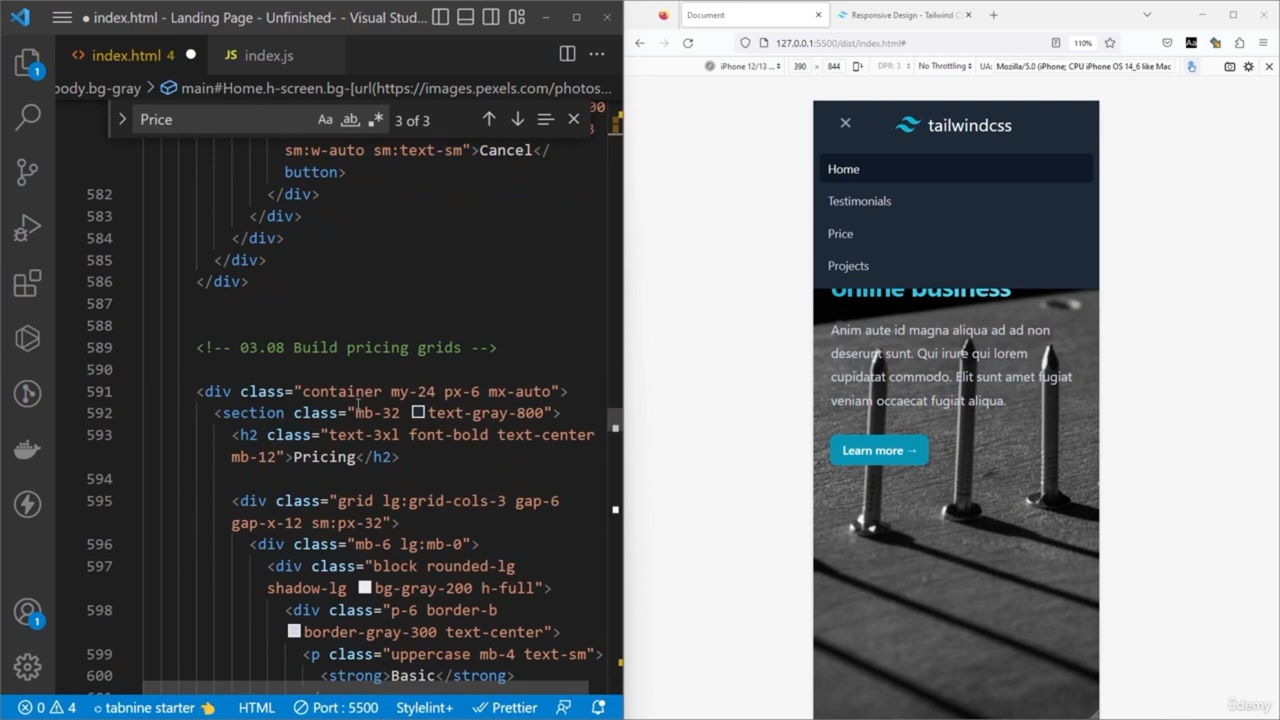 index.html - Landing Page - Unfinished- - Visual Stud...
index.html 4
JS index.js
body.bg-gray > main#Home.h-screen.bg-[url(https://images.pexels.com/photos...
Price
Aa ab 3 of 3
sm:w-auto sm:text-sm">Cancel</
button>
582 </div>
583 </div>
584 </div>
585 </div>
586 </div>
587
588
589 <!-- 03.08 Build pricing grids -->
590
591 <div class="container my-24 px-6 mx-auto">
592 <section class="mb-32 text-gray-800">
593 <h2 class="text-3xl font-bold text-center
mb-12">Pricing</h2>
594
595 <div class="grid lg:grid-cols-3 gap-6
gap-x-12 sm:px-32">
596 <div class="mb-6 lg:mb-0">
597 <div class="block rounded-lg
shadow-lg bg-gray-200 h-full">
598 <div class="p-6 border-b
border-gray-300 text-center">
599 <p class="uppercase mb-4 text-sm">
600 <strong>Basic</strong>
1
1
0 4 tabnine starter HTML Port : 5500 Stylelint+ Prettier
Document
Responsive Design - Tailwind C
127.0.0.1:5500/dist/index.html#
110%
iPhone 12/13 ... 390 × 844 DPR: 3 No Throttling UA: Mozilla/5.0 (iPhone; CPU iPhone OS 14_6 like Mac
tailwindcss
Home
Testimonials
Price
Projects
online business
Anim aute id magna aliqua ad ad non
deserunt sunt. Qui irure qui lorem
cupidatat commodo. Elit sunt amet fugiat
veniam occaecat fugiat aliqua.
Learn more →
ûdemy